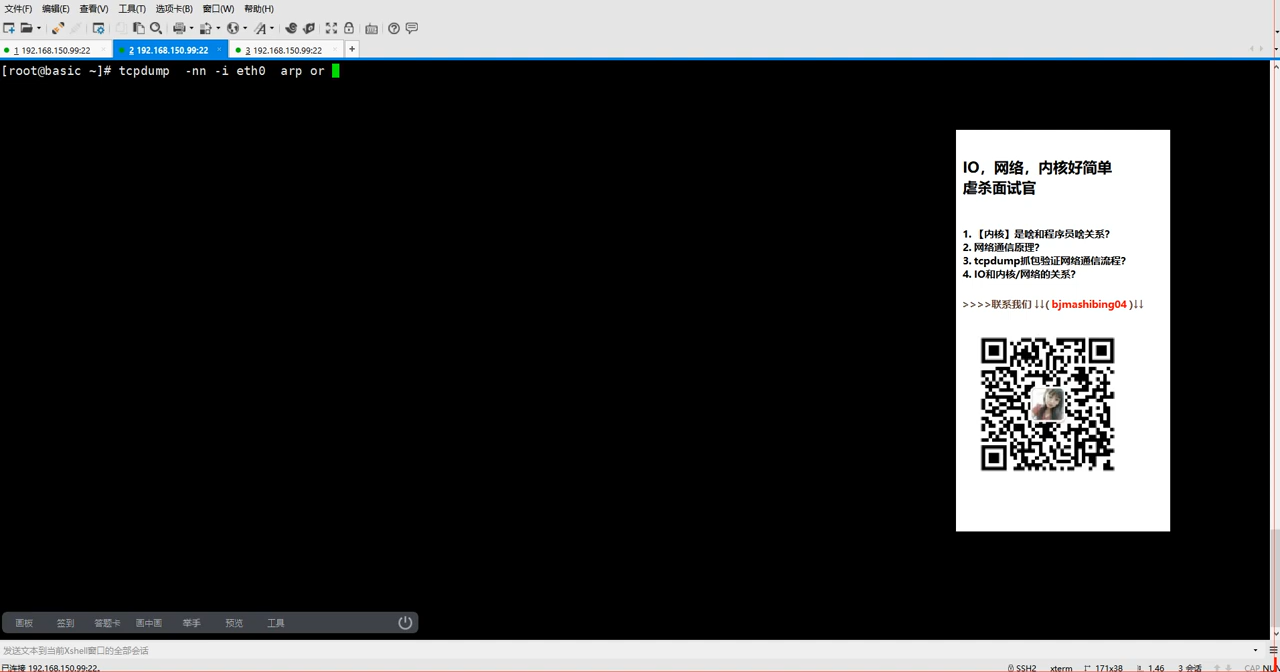 文件(F) 编辑(E) 查看(V) 工具(T) 选项卡(B) 窗口(W) 帮助(H)
1 192.168.150.99:22 2 192.168.150.99:22 3 192.168.150.99:22 +
[root@basic ~]# tcpdump  -nn -i eth0  arp or
IO，网络，内核好简单
虐杀面试官
1. 【内核】是啥和程序员啥关系?
2. 网络通信原理?
3. tcpdump抓包验证网络通信流程?
4. IO和内核/网络的关系?
>>>>联系我们 ↓↓( bjmashibing04 )↓↓
画板 签到 答题卡 画中画 举手 预览 工具
发送文本到当前Xshell窗口的全部会话
已连接 192.168.150.99:22。 SSH2 xterm 171x38 1,46 3 会话 CAP NUM